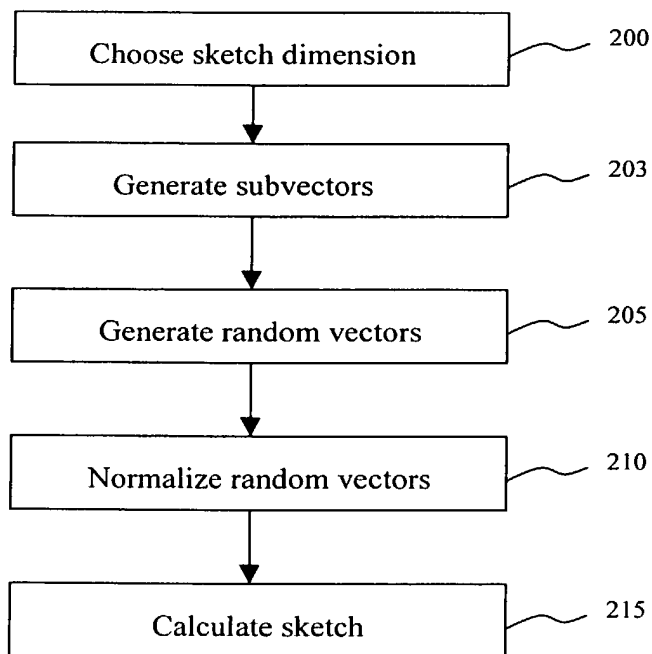 Choose sketch dimension
200
Generate subvectors
203
Generate random vectors
205
Normalize random vectors
210
Calculate sketch
215